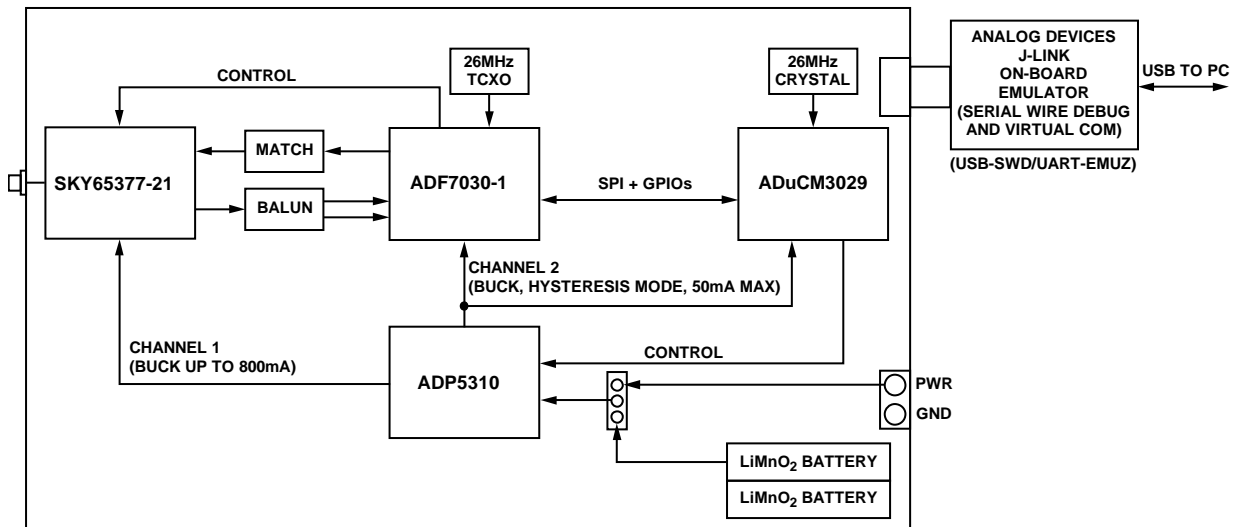 ANALOG DEVICES
J-LINK
ON-BOARD
EMULATOR
(SERIAL WIRE DEBUG
AND VIRTUAL COM)
USB TO PC
(USB-SWD/UART-EMUZ)
26MHz
TCXO
26MHz
CRYSTAL
CONTROL
MATCH
SKY65377-21
ADF7030-1
SPI + GPIOs
ADuCM3029
BALUN
CHANNEL 2
(BUCK, HYSTERESIS MODE, 50mA MAX)
CHANNEL 1
(BUCK UP TO 800mA)
CONTROL
ADP5310
PWR
GND
LiMnO₂ BATTERY
LiMnO₂ BATTERY